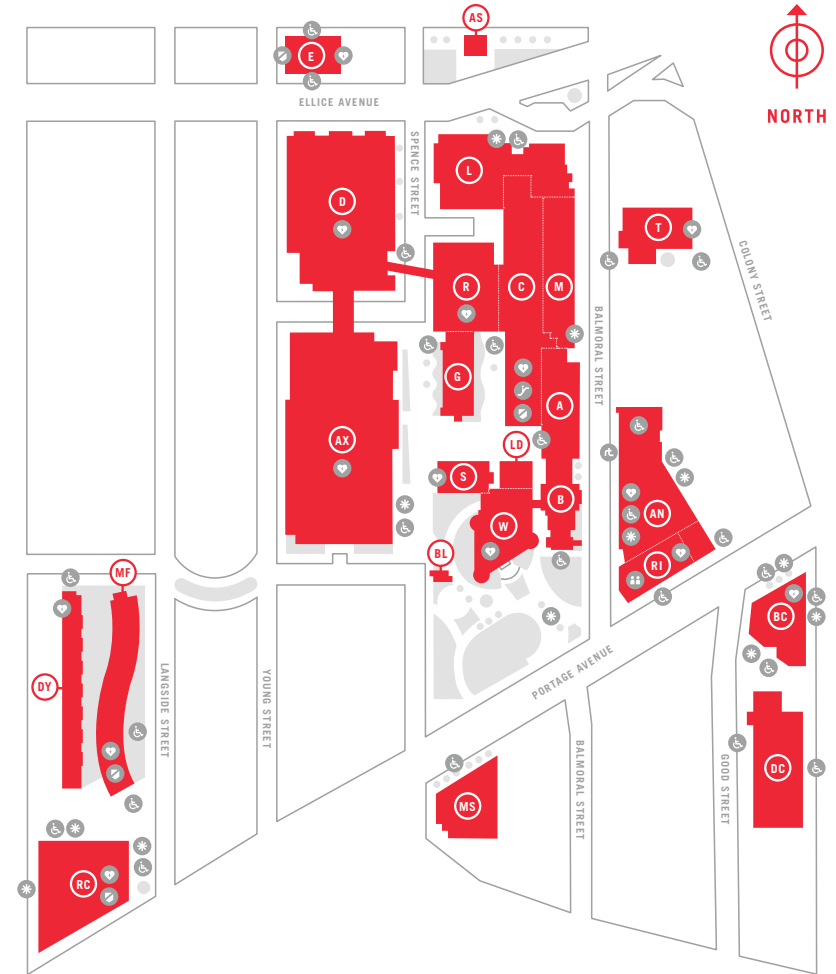 AS
E
NORTH
ELLICE AVENUE
SPENCE STREET
L
D
T
R
C
M
COLONY STREET
BALMORAL STREET
G
A
AX
LD
S
B
AN
W
BL
RI
MF
BC
DY
LANGSIDE STREET
YOUNG STREET
PORTAGE AVENUE
BALMORAL STREET
GOOD STREET
DC
MS
RC